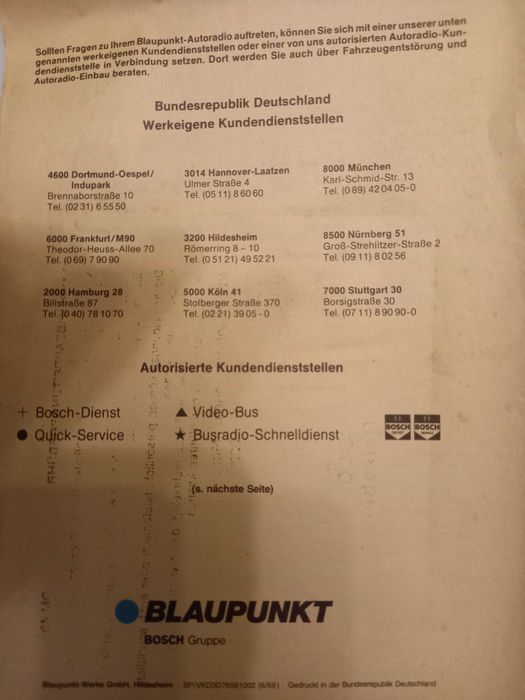 Sollten Fragen zu Ihrem Blaupunkt-Autoradio auftreten, können Sie sich mit einer unserer unten
genannten werkeigenen Kundendienststellen oder einer von uns autorisierten Autoradio-Kun-
dendienststelle in Verbindung setzen. Dort werden Sie auch über Fahrzeugentstörung und
Autoradio-Einbau beraten.
Bundesrepublik Deutschland
Werkeigene Kundendienststellen
4600 Dortmund-Oespel/
Indupark
Brennaborstraße 10
Tel. (02 31) 6 55 50
3014 Hannover-Laatzen
Ulmer Straße 4
Tel. (05 11) 8 60 60
8000 München
Karl-Schmid-Str. 13
Tel. (0 89) 42 04 05-0
6000 Frankfurt/M90
Theodor-Heuss-Allee 70
Tel. (0 69) 7 90 90
3200 Hildesheim
Römerring 8 – 10
Tel. (0 51 21) 49 52 21
8500 Nürnberg 51
Groß-Strehlitzer-Straße 2
Tel. (09 11) 8 02 56
2000 Hamburg 28
Billstraße 87
Tel. (0 40) 78 10 70
5000 Köln 41
Stolberger Straße 370
Tel. (02 21) 39 05 - 0
7000 Stuttgart 30
Borsigstraße 30
Tel. (07 11) 8 90 90-0
Autorisierte Kundendienststellen
+ Bosch-Dienst
▲ Video-Bus
● Quick-Service
★ Busradio-Schnelldienst
BOSCH BOSCH
(s. nächste Seite)
BLAUPUNKT
BOSCH Gruppe
Blaupunkt-Werke GmbH, Hildesheim · Gedruckt in der Bundesrepublik Deutschland